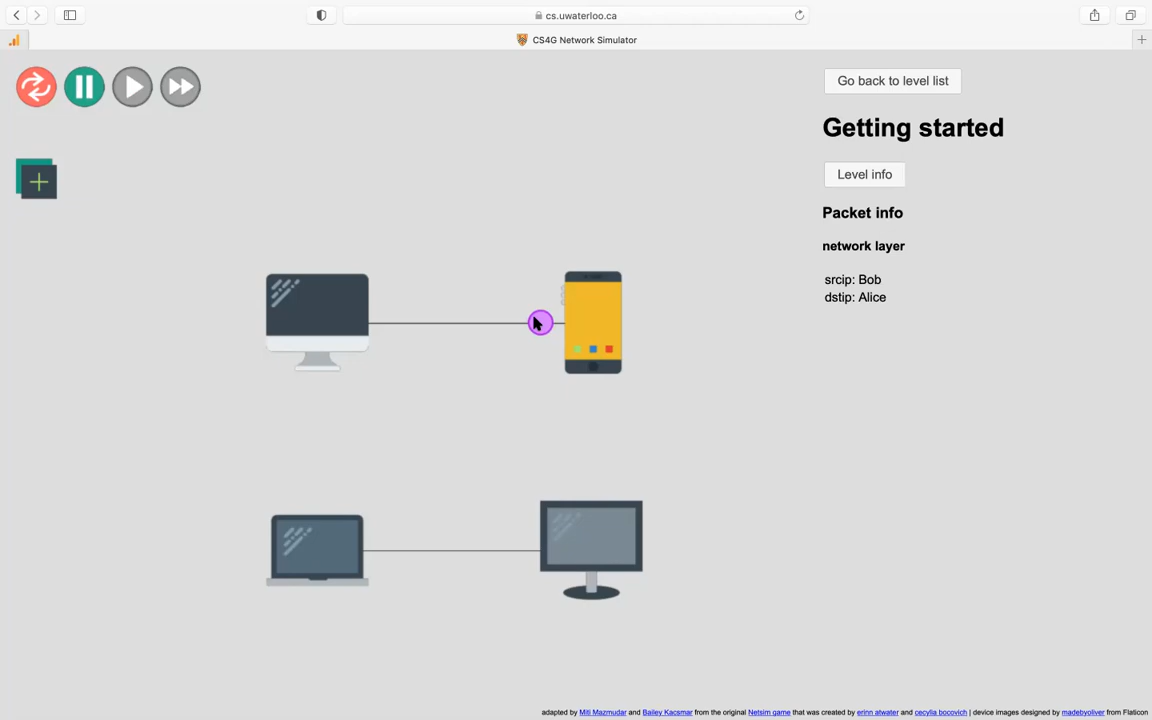 cs.uwaterloo.ca
CS4G Network Simulator
Go back to level list
Getting started
Level info
Packet info
network layer
srcip: Bob
dstip: Alice
adapted by Miti Mazmudar and Bailey Kacsmar from the original Netsim game that was created by erinn atwater and cecylia bocovich | device images designed by madebyoliver from Flaticon